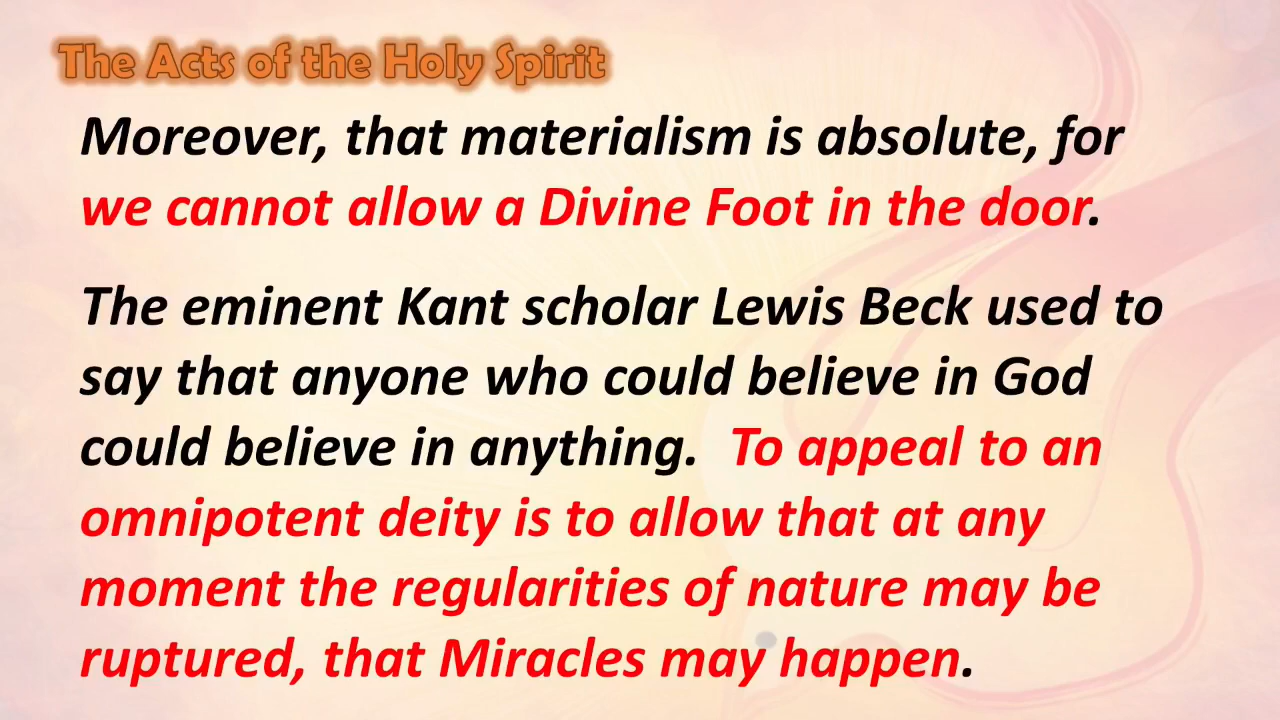 The Acts of the Holy Spirit
Moreover, that materialism is absolute, for
we cannot allow a Divine Foot in the door.
The eminent Kant scholar Lewis Beck used to
say that anyone who could believe in God
could believe in anything.  To appeal to an
omnipotent deity is to allow that at any
moment the regularities of nature may be
ruptured, that Miracles may happen.